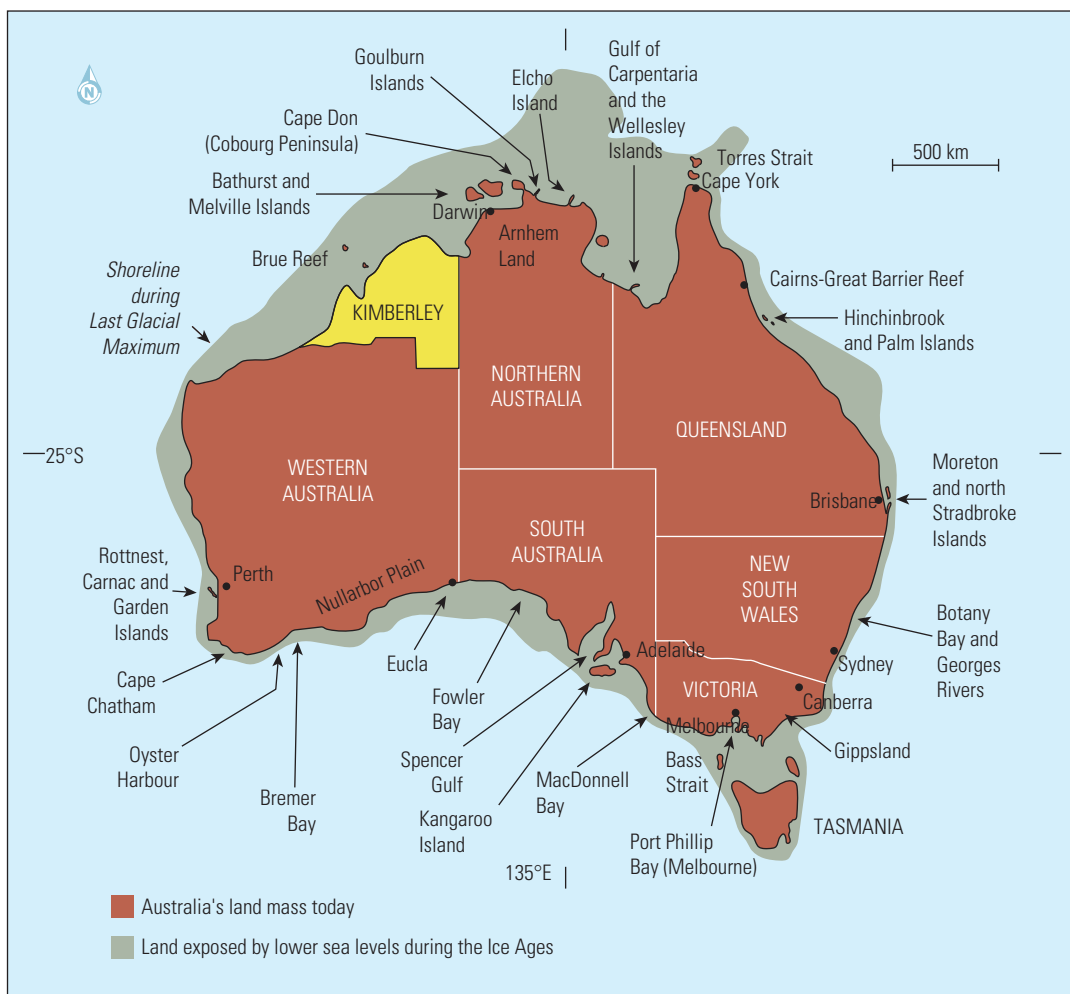 N
Goulburn
Islands
Elcho
Island
Gulf of
Carpentaria
and the
Wellesley
Islands
Cape Don
(Cobourg Peninsula)
Torres Strait
Cape York
500 km
Bathurst and
Melville Islands
Darwin
Arnhem
Land
Brue Reef
Shoreline
during
Last Glacial
Maximum
KIMBERLEY
Cairns-Great Barrier Reef
Hinchinbrook
and Palm Islands
NORTHERN
AUSTRALIA
QUEENSLAND
25°S
WESTERN
AUSTRALIA
Moreton
and north
Stradbroke
Islands
Brisbane
SOUTH
AUSTRALIA
NEW
SOUTH
WALES
Rottnest,
Carnac and
Garden
Islands
Perth
Nullarbor Plain
Botany
Bay and
Georges
Rivers
Eucla
Adelaide
Sydney
Cape
Chatham
Fowler
Bay
VICTORIA
Canberra
Melbourne
Gippsland
Oyster
Harbour
Spencer
Gulf
MacDonnell
Bay
Bass
Strait
Bremer
Bay
Kangaroo
Island
Port Phillip
Bay (Melbourne)
TASMANIA
135°E
Australia's land mass today
Land exposed by lower sea levels during the Ice Ages